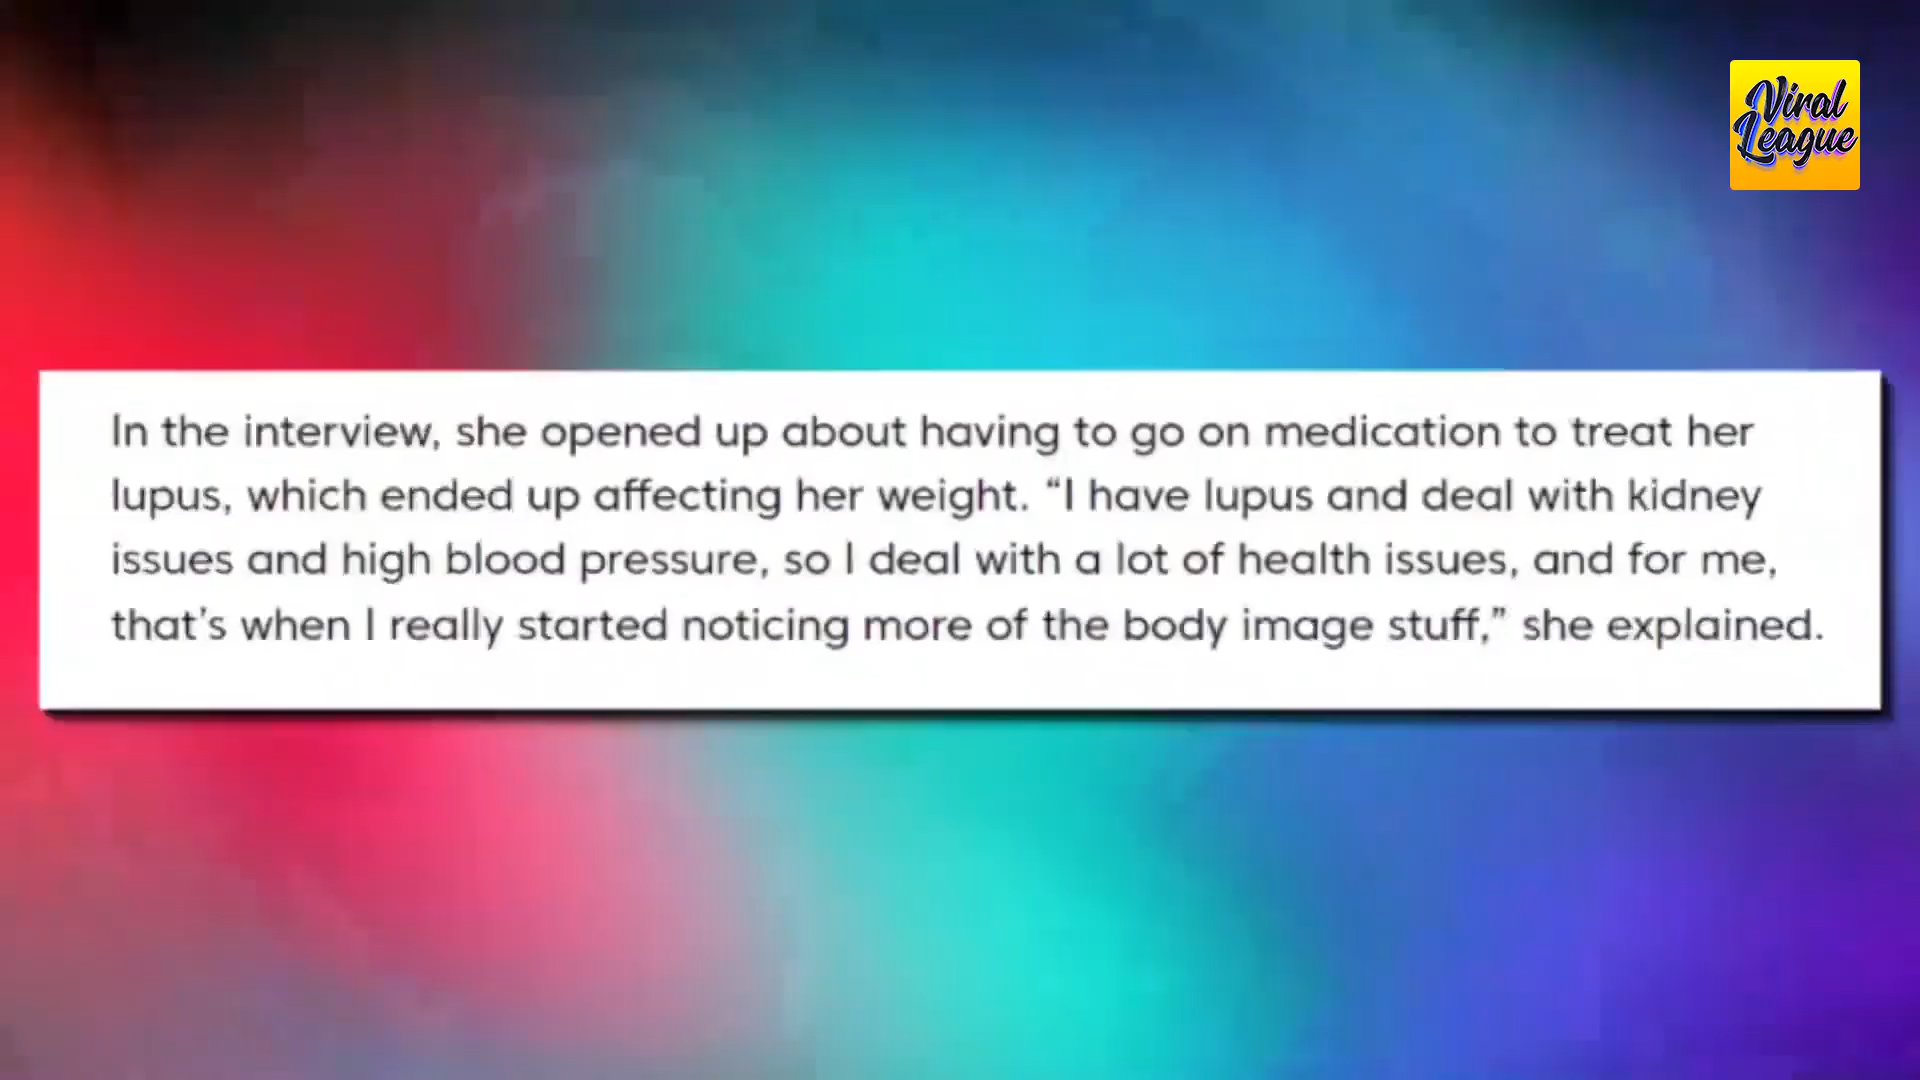 Viral
League
In the interview, she opened up about having to go on medication to treat her
lupus, which ended up affecting her weight. “I have lupus and deal with kidney
issues and high blood pressure, so I deal with a lot of health issues, and for me,
that’s when I really started noticing more of the body image stuff,” she explained.